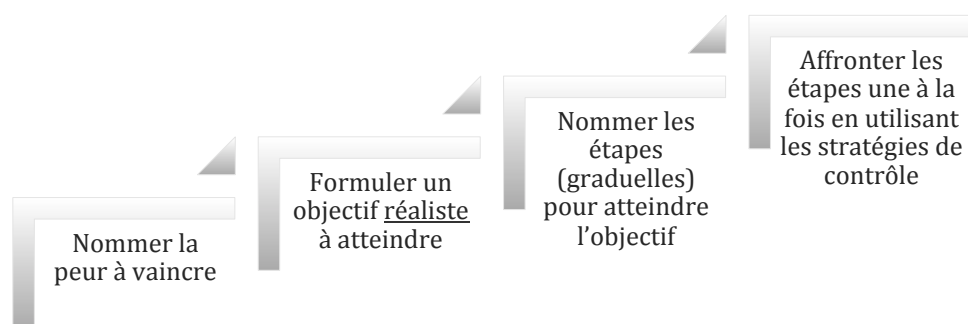 Nommer la
peur à vaincre
Formuler un
objectif réaliste
à atteindre
Nommer les
étapes
(graduelles)
pour atteindre
l’objectif
Affronter les
étapes une à la
fois en utilisant
les stratégies de
contrôle